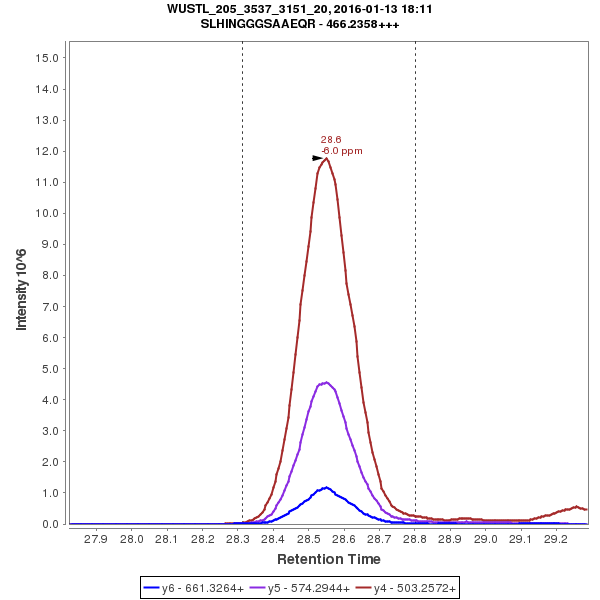 WUSTL_205_3537_3151_20, 2016-01-13 18:11
SLHINGGGSAAEQR - 466.2358+++
15.0
14.0
13.0
12.0
11.0
10.0
9.0
8.0
7.0
6.0
5.0
4.0
3.0
2.0
1.0
0.0
Intensity 10^6
28.6
-6.0 ppm
27.9 28.0 28.1 28.2 28.3 28.4 28.5 28.6 28.7 28.8 28.9 29.0 29.1 29.2
Retention Time
y6 - 661.3264+ y5 - 574.2944+ y4 - 503.2572+